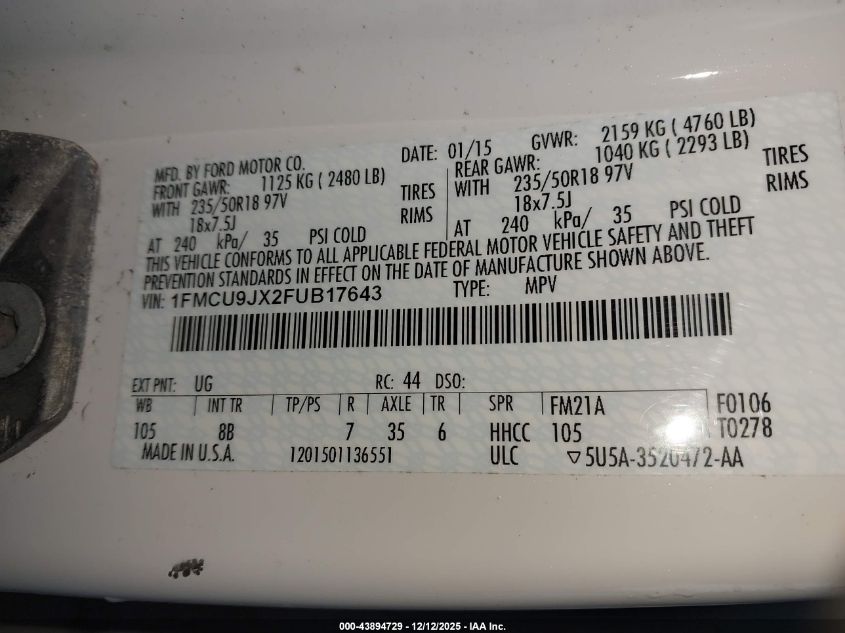 MFD. BY FORD MOTOR CO.
DATE: 01/15 GVWR: 2159 KG ( 4760 LB)
FRONT GAWR: 1125 KG ( 2480 LB) REAR GAWR: 1040 KG ( 2293 LB)
WITH 235/50R18 97V TIRES WITH 235/50R18 97V TIRES
18x7.5J RIMS 18x7.5J RIMS
AT 240 kPa/ 35 PSI COLD AT 240 kPa/ 35 PSI COLD
THIS VEHICLE CONFORMS TO ALL APPLICABLE FEDERAL MOTOR VEHICLE SAFETY AND THEFT
PREVENTION STANDARDS IN EFFECT ON THE DATE OF MANUFACTURE SHOWN ABOVE.
VIN: 1FMCU9JX2FUB17643 TYPE: MPV
EXT PNT: UG RC: 44 DSO:
WB INT TR TP/PS R AXLE TR SPR FM21A F0106
105 8B 7 35 6 HHCC 105 T0278
MADE IN U.S.A. 1201501136551 ULC ▽5U5A-3520472-AA
000-43894729 - 12/12/2025 - IAA Inc.